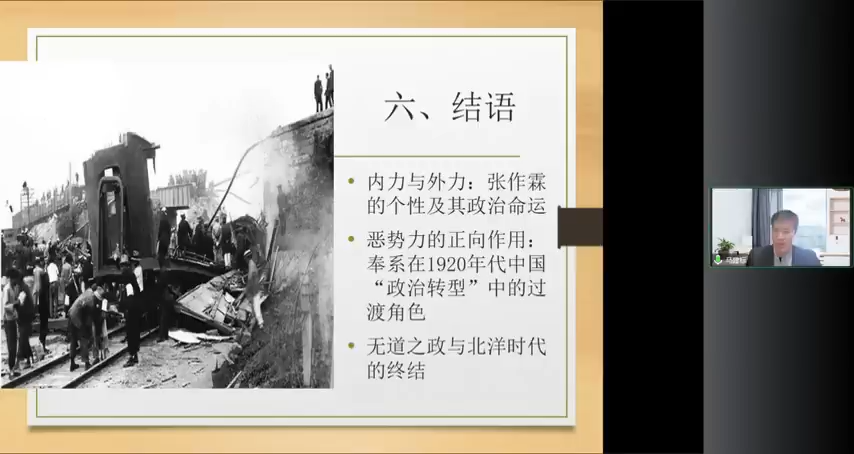 六、结语
• 内力与外力：张作霖
的个性及其政治命运
• 恶势力的正向作用：
奉系在1920年代中国
“政治转型”中的过
渡角色
• 无道之政与北洋时代
的终结